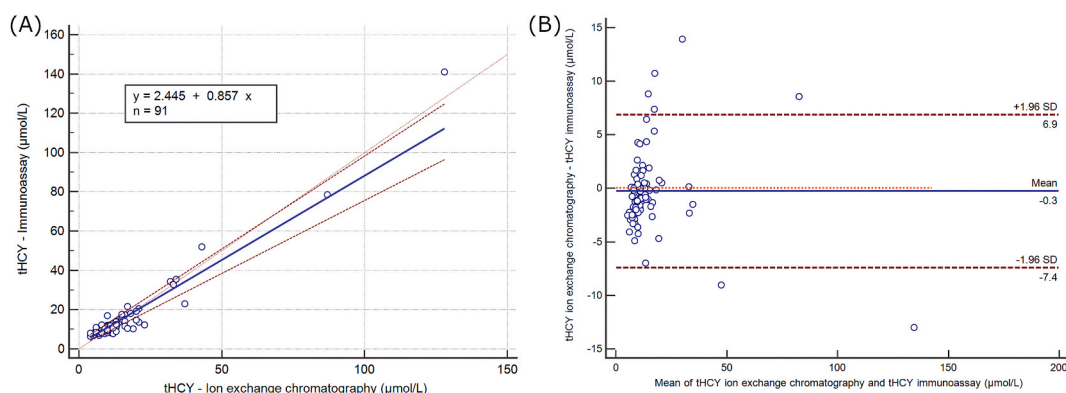 (A)
tHCY - Immunoassay (µmol/L)
160
140
120
100
80
60
40
20
0
y = 2.445 + 0.857 x
n = 91
0
50
100
150
tHCY - Ion exchange chromatography (µmol/L)
(B)
tHCY ion exchange chromatography - tHCY immunoassay (µmol/L)
15
10
5
0
-5
-10
-15
+1.96 SD
6.9
Mean
-0.3
-1.96 SD
-7.4
0
50
100
150
200
Mean of tHCY ion exchange chromatography and tHCY immunoassay (µmol/L)